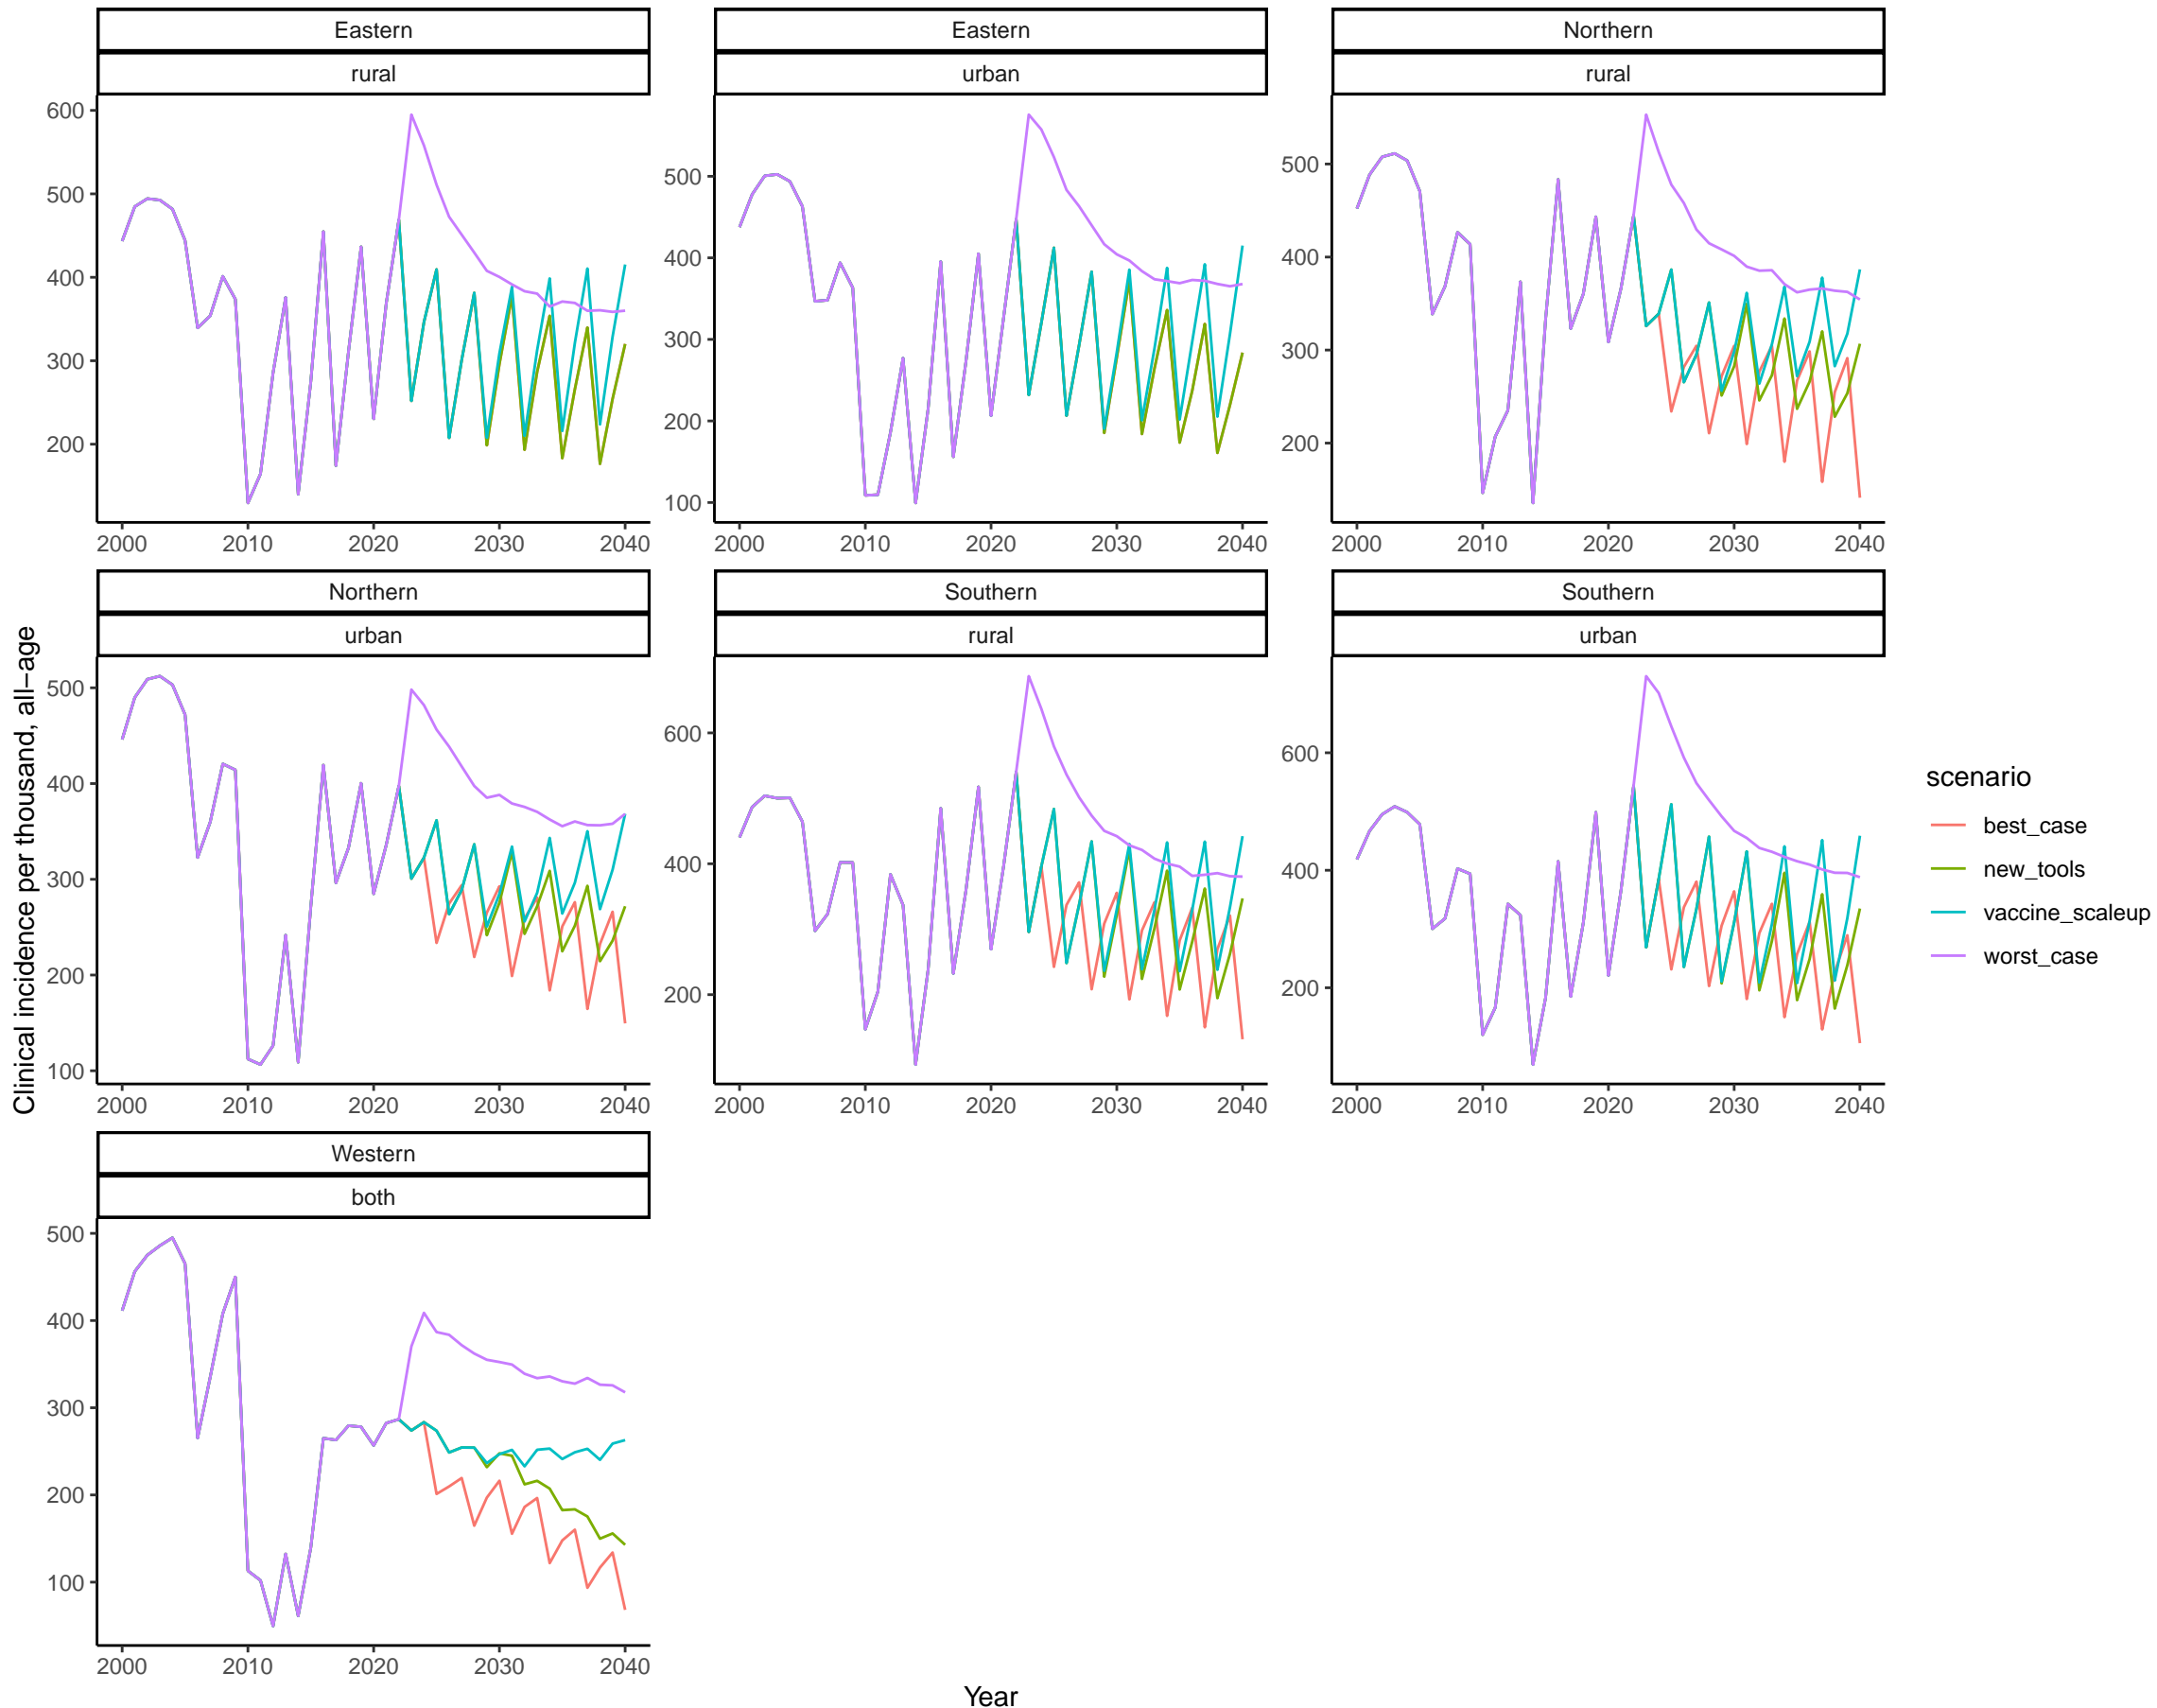 Eastern
rural
600
500
400
300
200
2000 2010 2020 2030 2040
Eastern
urban
500
400
300
200
100
2000 2010 2020 2030 2040
Northern
rural
500
400
300
200
2000 2010 2020 2030 2040
Northern
urban
500
400
300
200
100
2000 2010 2020 2030 2040
Southern
rural
600
400
200
2000 2010 2020 2030 2040
Southern
urban
600
400
200
2000 2010 2020 2030 2040
Western
both
500
400
300
200
100
2000 2010 2020 2030 2040
Clinical incidence per thousand, all−age
Year
scenario
best_case
new_tools
vaccine_scaleup
worst_case